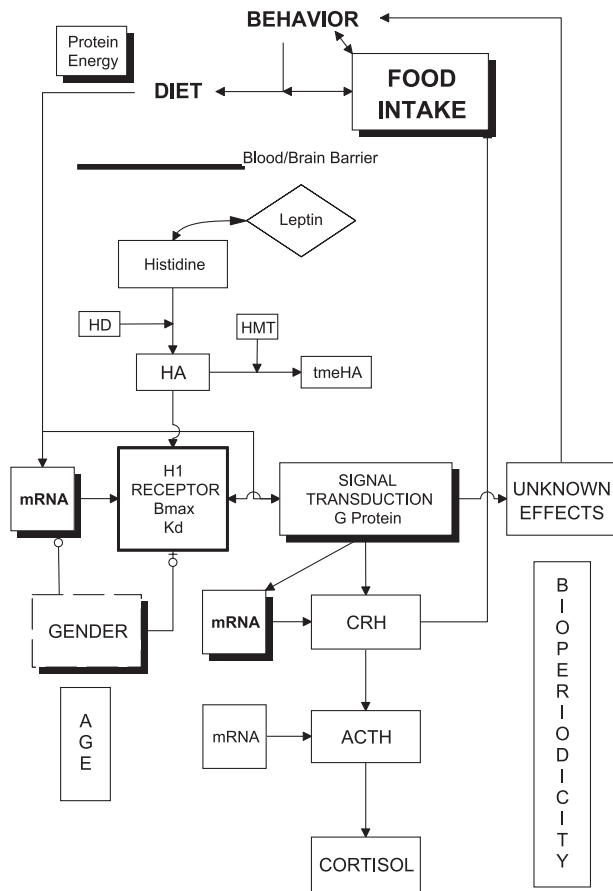 BEHAVIOR
Protein
Energy
FOOD
INTAKE
DIET
Blood/Brain Barrier
Leptin
Histidine
HD
HMT
HA
tmeHA
mRNA
H1
RECEPTOR
Bmax
Kd
SIGNAL
TRANSDUCTION
G Protein
UNKNOWN
EFFECTS
GENDER
mRNA
CRH
A
G
E
mRNA
ACTH
CORTISOL
B
I
O
P
E
R
I
O
D
I
C
I
T
Y